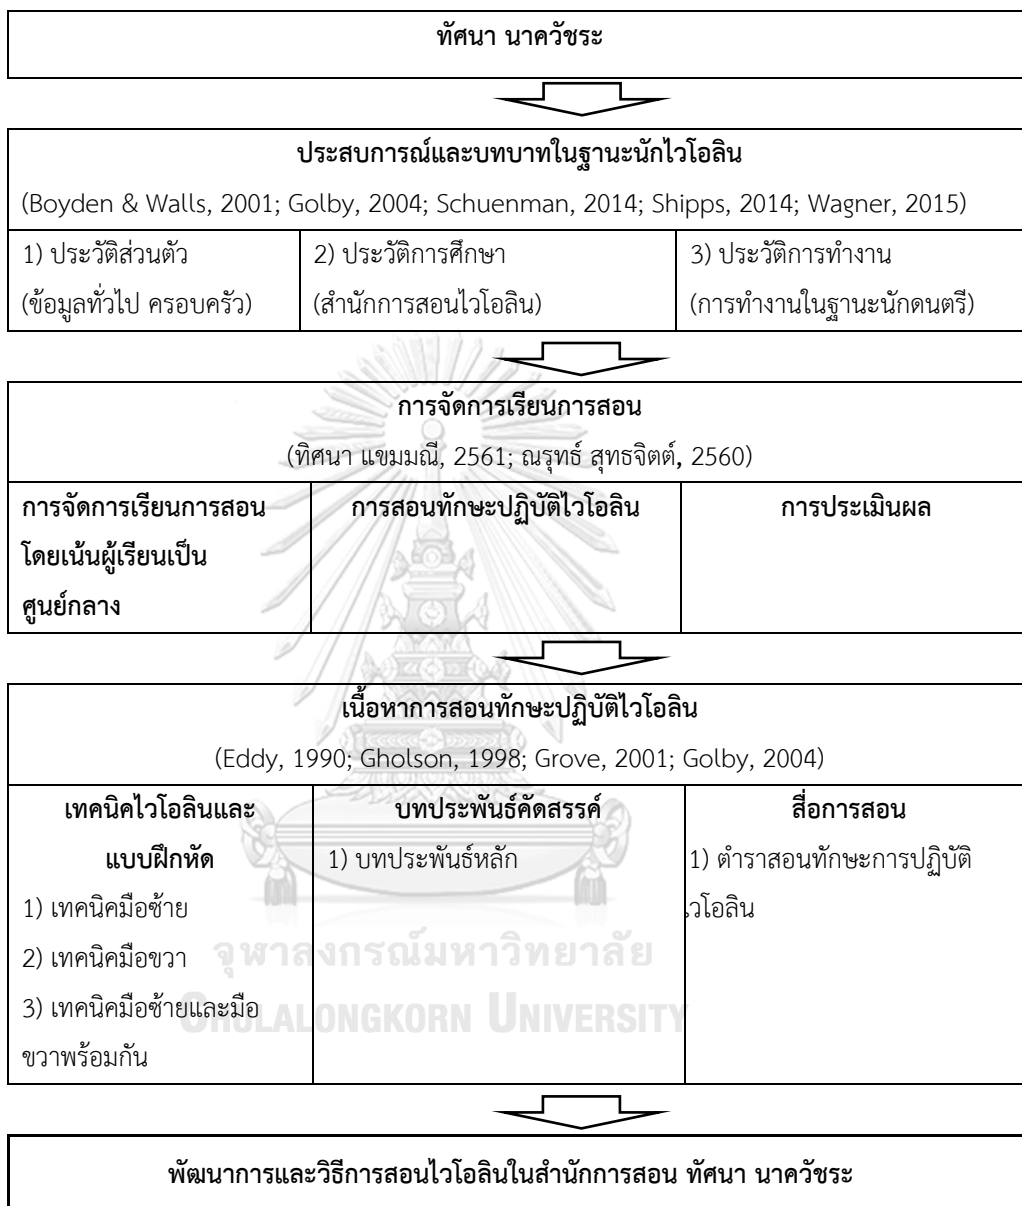 ทัศนา นาควัชระ
ประสบการณ์และบทบาทในฐานะนักไวโอลิน
(Boyden & Walls, 2001; Golby, 2004; Schuenman, 2014; Shipps, 2014; Wagner, 2015)
1) ประวัติส่วนตัว
(ข้อมูลทั่วไป ครอบครัว)
2) ประวัติการศึกษา
(สำนักการสอนไวโอลิน)
3) ประวัติการทำงาน
(การทำงานในฐานะนักดนตรี)
การจัดการเรียนการสอน
(ทิศนา แขมมณี, 2561; ณรุทธ์ สุทธจิตต์, 2560)
การจัดการเรียนการสอน
โดยเน้นผู้เรียนเป็น
ศูนย์กลาง
การสอนทักษะปฏิบัติไวโอลิน
การประเมินผล
เนื้อหาการสอนทักษะปฏิบัติไวโอลิน
(Eddy, 1990; Gholson, 1998; Grove, 2001; Golby, 2004)
เทคนิคไวโอลินและ
แบบฝึกหัด
1) เทคนิคมือซ้าย
2) เทคนิคมือขวา
3) เทคนิคมือซ้ายและมือ
ขวาพร้อมกัน
บทประพันธ์คัดสรรค์
1) บทประพันธ์หลัก
สื่อการสอน
1) ตำราสอนทักษะการปฏิบัติ
ไวโอลิน
จุฬาลงกรณ์มหาวิทยาลัย
CHULALONGKORN UNIVERSITY
พัฒนาการและวิธีการสอนไวโอลินในสำนักการสอน ทัศนา นาควัชระ